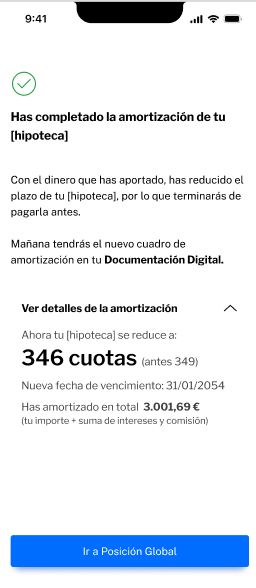 9:41
Has completado la amortización de tu
[hipoteca]
Con el dinero que has aportado, has reducido el
plazo de tu [hipoteca], por lo que terminarás de
pagarla antes.
Mañana tendrás el nuevo cuadro de
amortización en tu Documentación Digital.
Ver detalles de la amortización
Ahora tu [hipoteca] se reduce a:
346 cuotas (antes 349)
Nueva fecha de vencimiento: 31/01/2054
Has amortizado en total 3.001,69 €
(tu importe + suma de intereses y comisión)
Ir a Posición Global